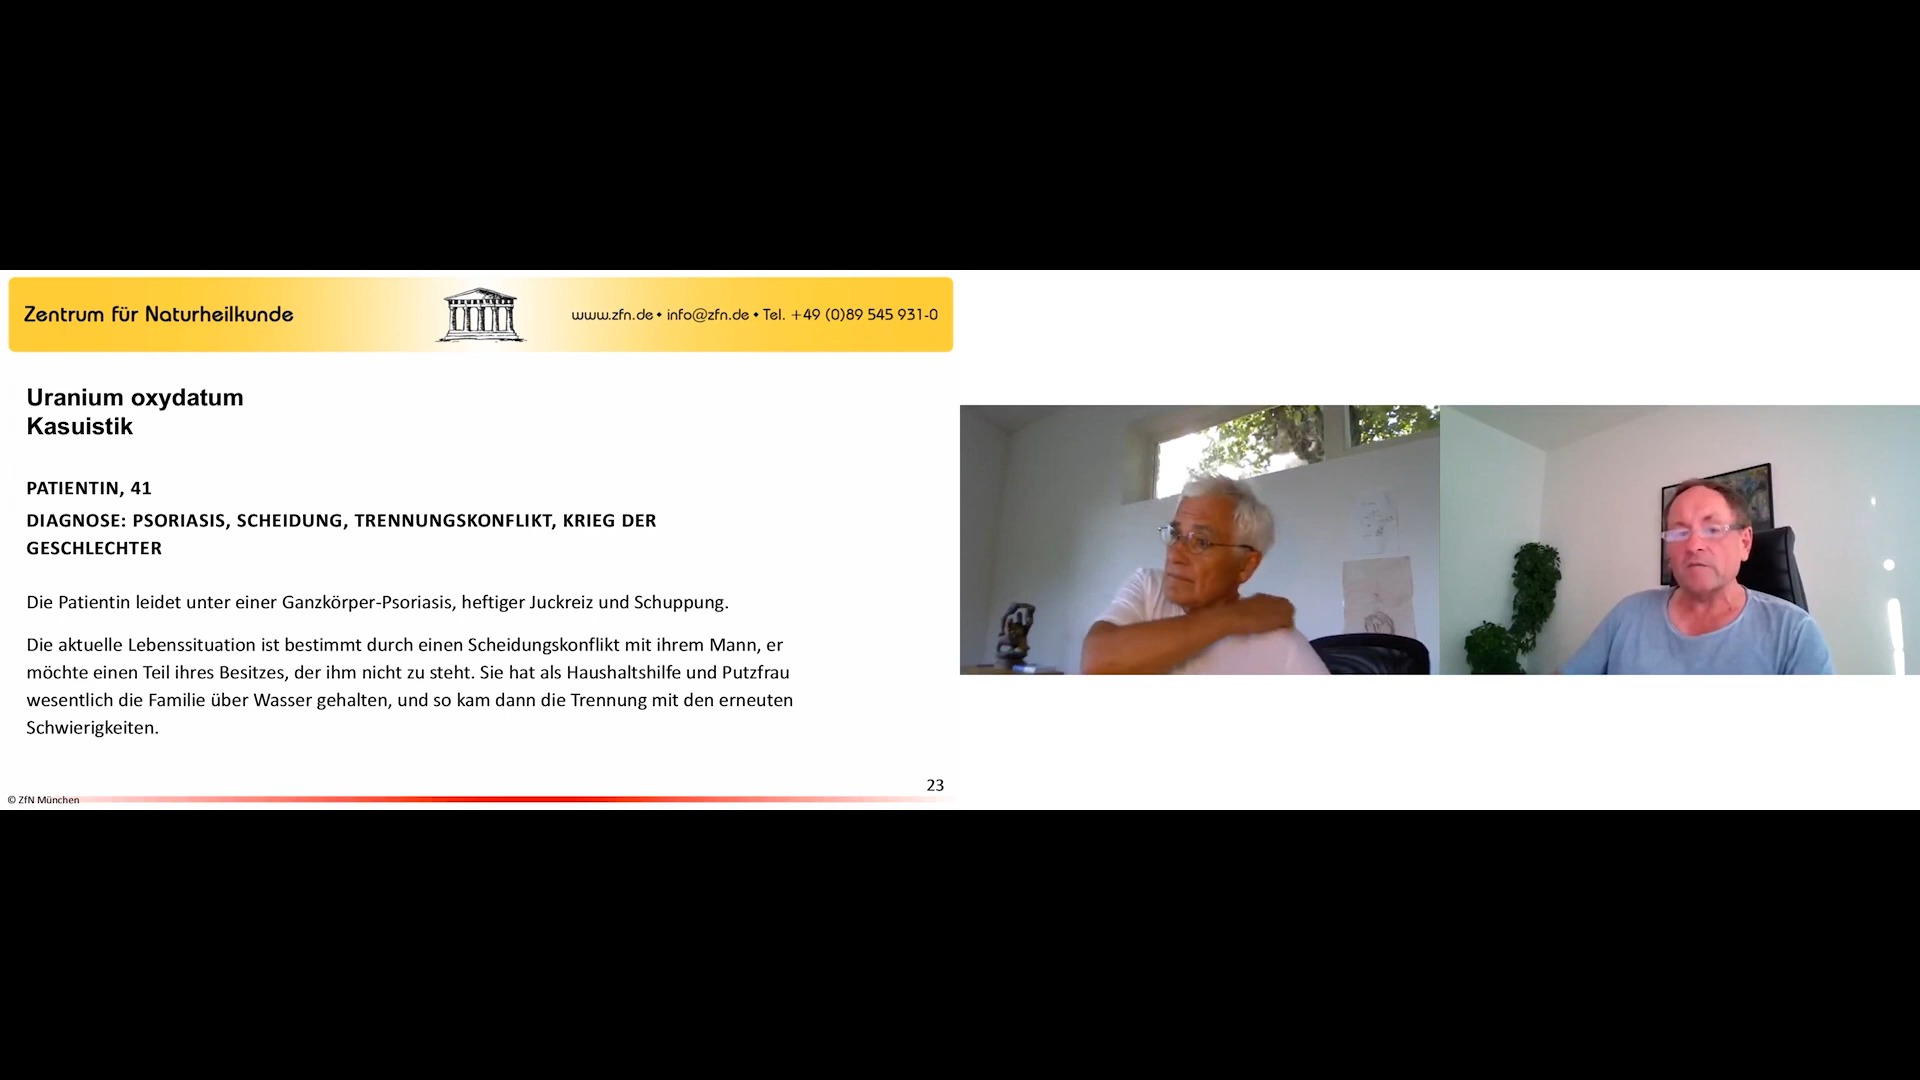 Zentrum für Naturheilkunde
www.zfn.de • info@zfn.de • Tel. +49 (0)89 545 931-0
Uranium oxydatum
Kasuistik
PATIENTIN, 41
DIAGNOSE: PSORIASIS, SCHEIDUNG, TRENNUNGSKONFLIKT, KRIEG DER
GESCHLECHTER
Die Patientin leidet unter einer Ganzkörper-Psoriasis, heftiger Juckreiz und Schuppung.
Die aktuelle Lebenssituation ist bestimmt durch einen Scheidungskonflikt mit ihrem Mann, er
möchte einen Teil ihres Besitzes, der ihm nicht zu steht. Sie hat als Haushaltshilfe und Putzfrau
wesentlich die Familie über Wasser gehalten, und so kam dann die Trennung mit den erneuten
Schwierigkeiten.
23
© ZfN München